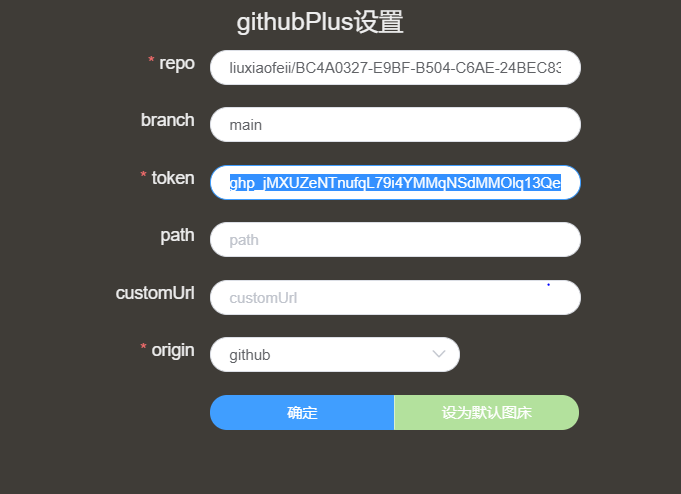 githubPlus设置
* repo
liuxiaofeii/BC4A0327-E9BF-B504-C6AE-24BEC83
branch
main
* token
ghp_jMXUZeNTnufqL79i4YMMqNSdMMOlq13Qe
path
path
customUrl
customUrl
* origin
github
确定
设为默认图床